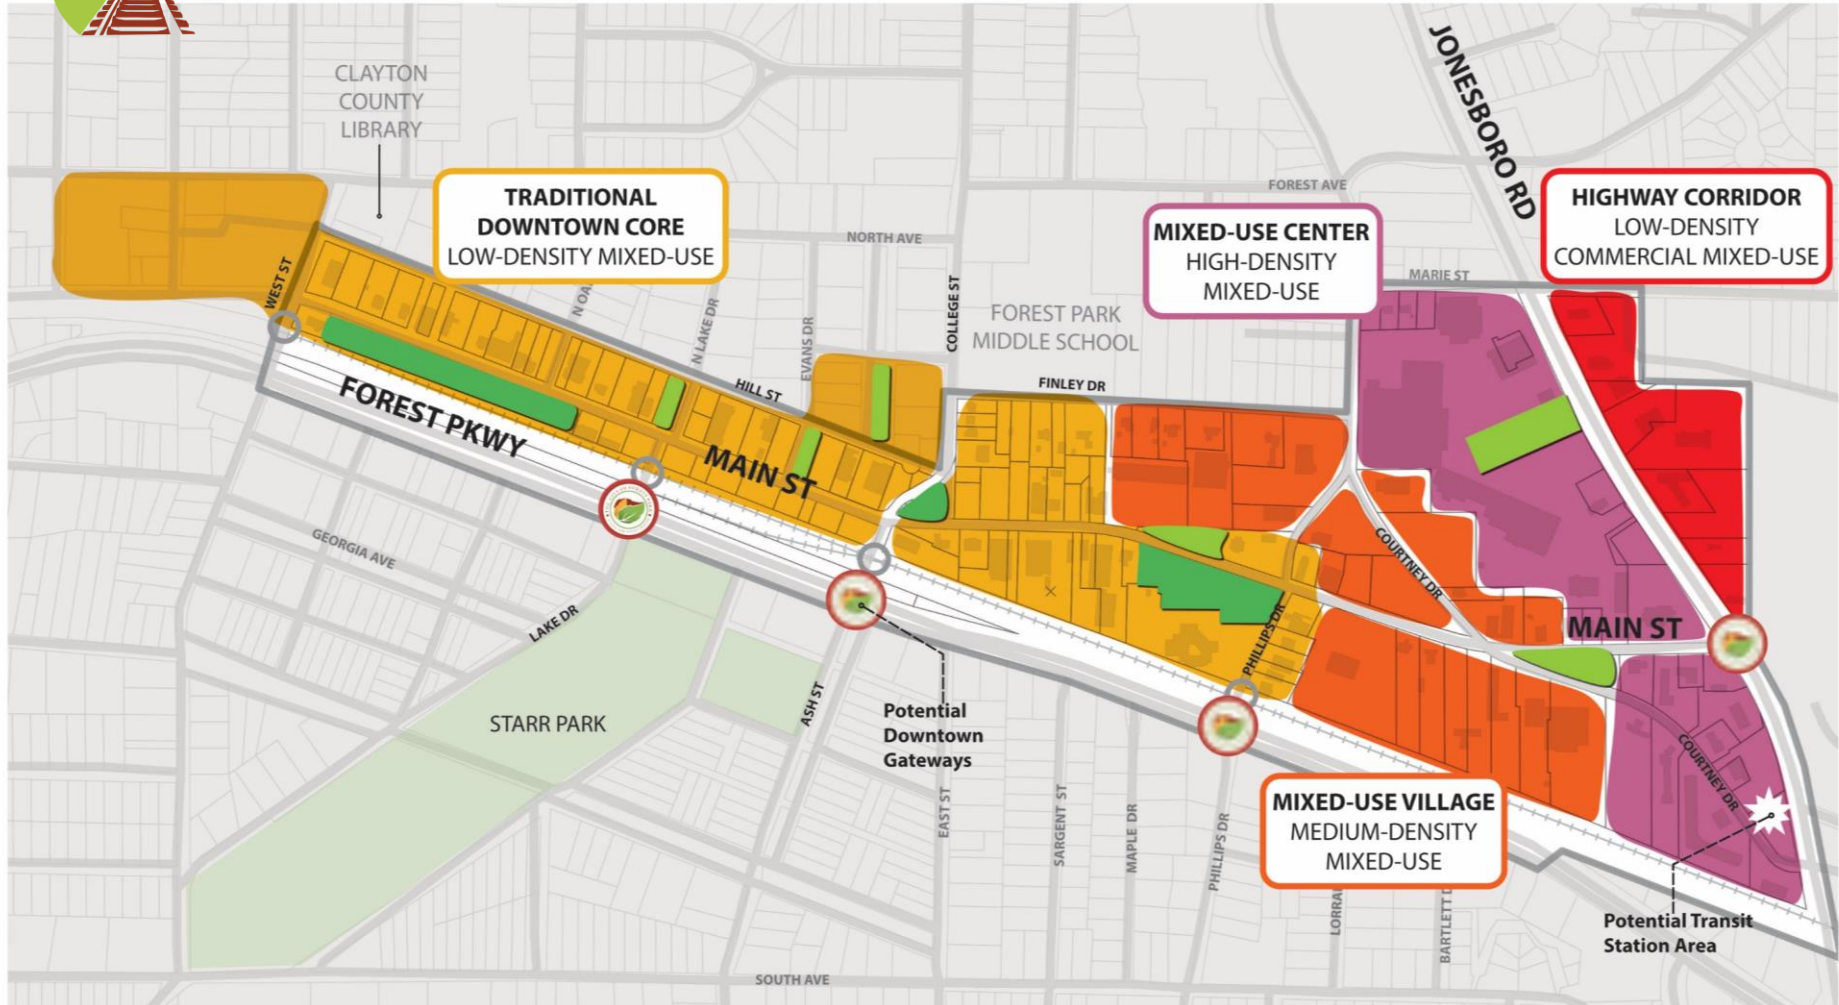 CLAYTON
COUNTY
LIBRARY
TRADITIONAL
DOWNTOWN CORE
LOW-DENSITY MIXED-USE
JONESBORO RD
FOREST AVE
HIGHWAY CORRIDOR
LOW-DENSITY
COMMERCIAL MIXED-USE
MIXED-USE CENTER
HIGH-DENSITY
MIXED-USE
NORTH AVE
MARIE ST
WEST ST
N LAKE DR
EVANS DR
COLLEGE ST
FOREST PARK
MIDDLE SCHOOL
HILL ST
FINLEY DR
FOREST PKWY
MAIN ST
GEORGIA AVE
COURTNEY DR
LAKE DR
MAIN ST
PHILLIPS DR
STARR PARK
ASH ST
Potential
Downtown
Gateways
COURTNEY DR
EAST ST
SARGENT ST
MAPLE DR
PHILLIPS DR
MIXED-USE VILLAGE
MEDIUM-DENSITY
MIXED-USE
BARTLETT
Potential Transit
Station Area
SOUTH AVE